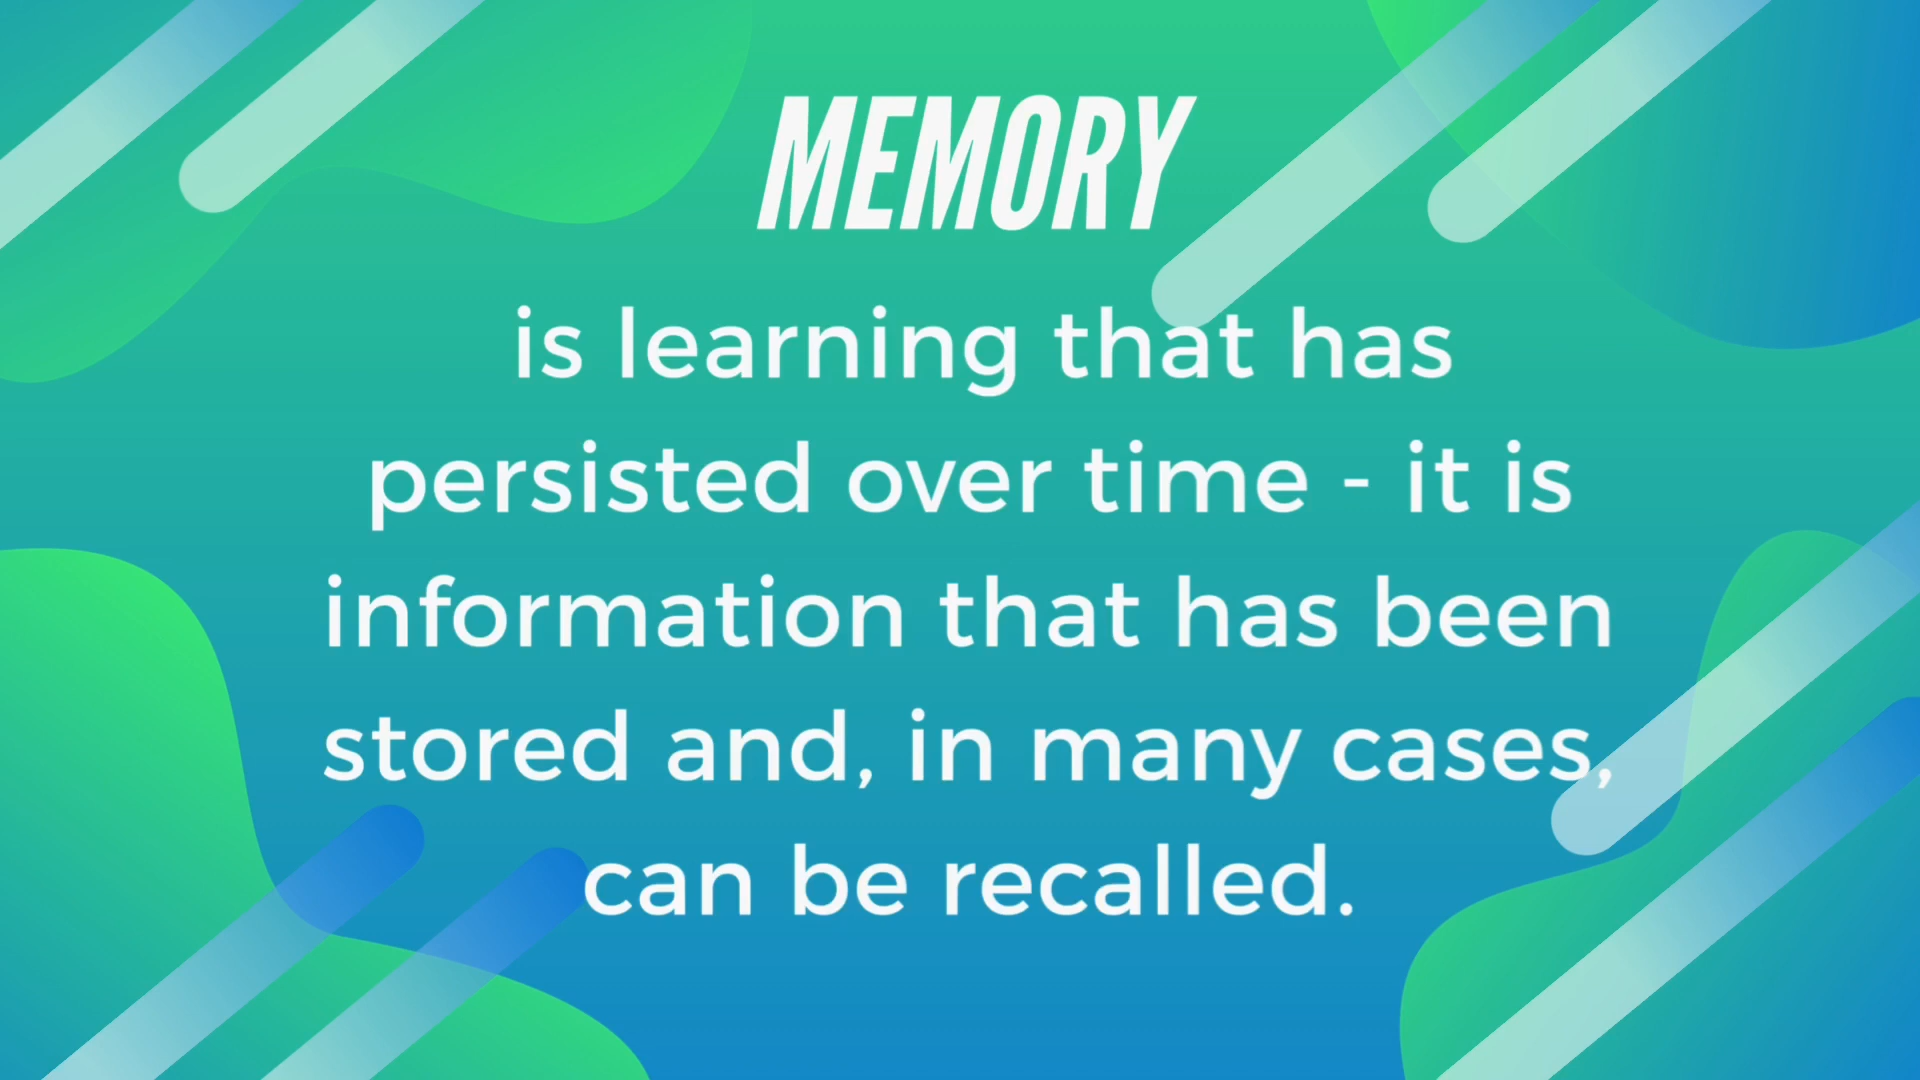 MEMORY
is learning that has
persisted over time - it is
information that has been
stored and, in many cases,
can be recalled.